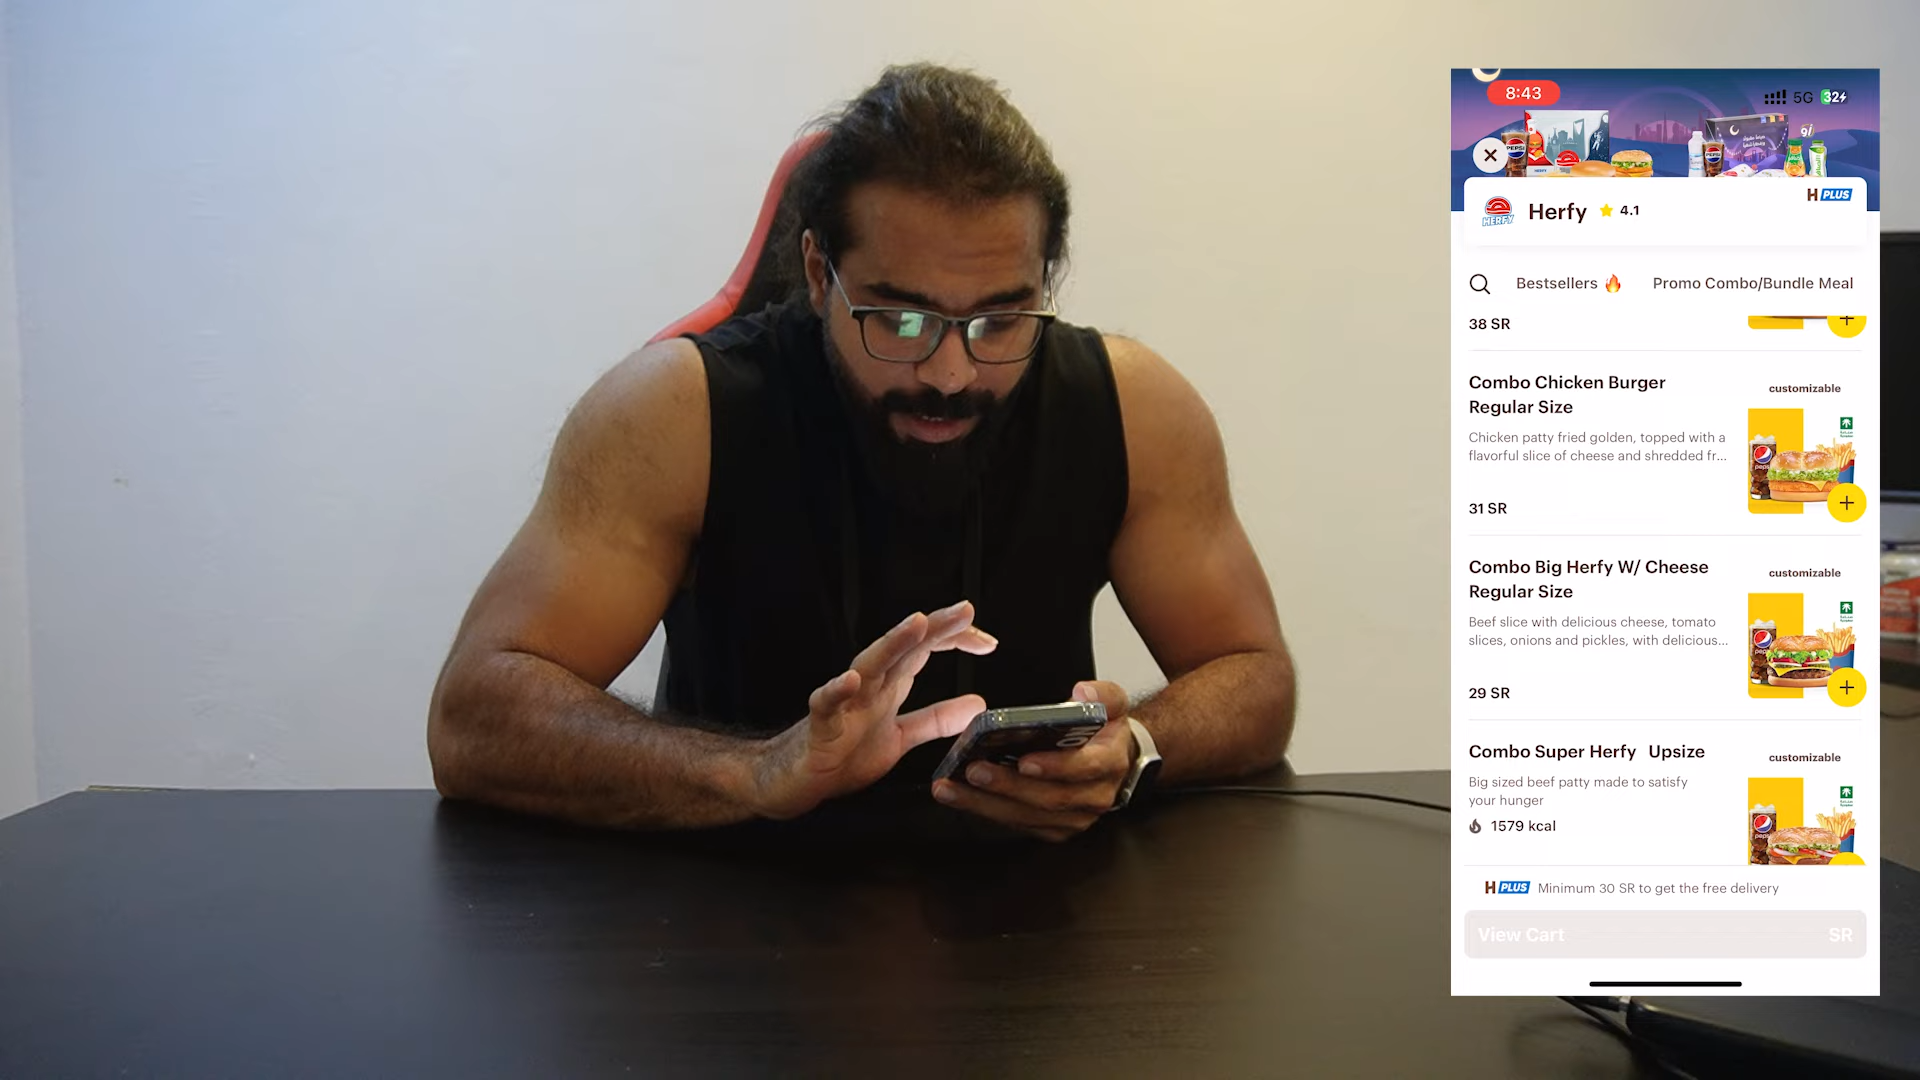 8:43
5G 32
H PLUS
HERFY
Herfy 4.1
Bestsellers 🔥 Promo Combo/Bundle Meal
38 SR
Combo Chicken Burger
Regular Size
customizable
Chicken patty fried golden, topped with a
flavorful slice of cheese and shredded fr...
31 SR
Combo Big Herfy W/ Cheese
Regular Size
customizable
Beef slice with delicious cheese, tomato
slices, onions and pickles, with delicious...
29 SR
Combo Super Herfy Upsize
customizable
Big sized beef patty made to satisfy
your hunger
1579 kcal
H PLUS Minimum 30 SR to get the free delivery
View Cart SR